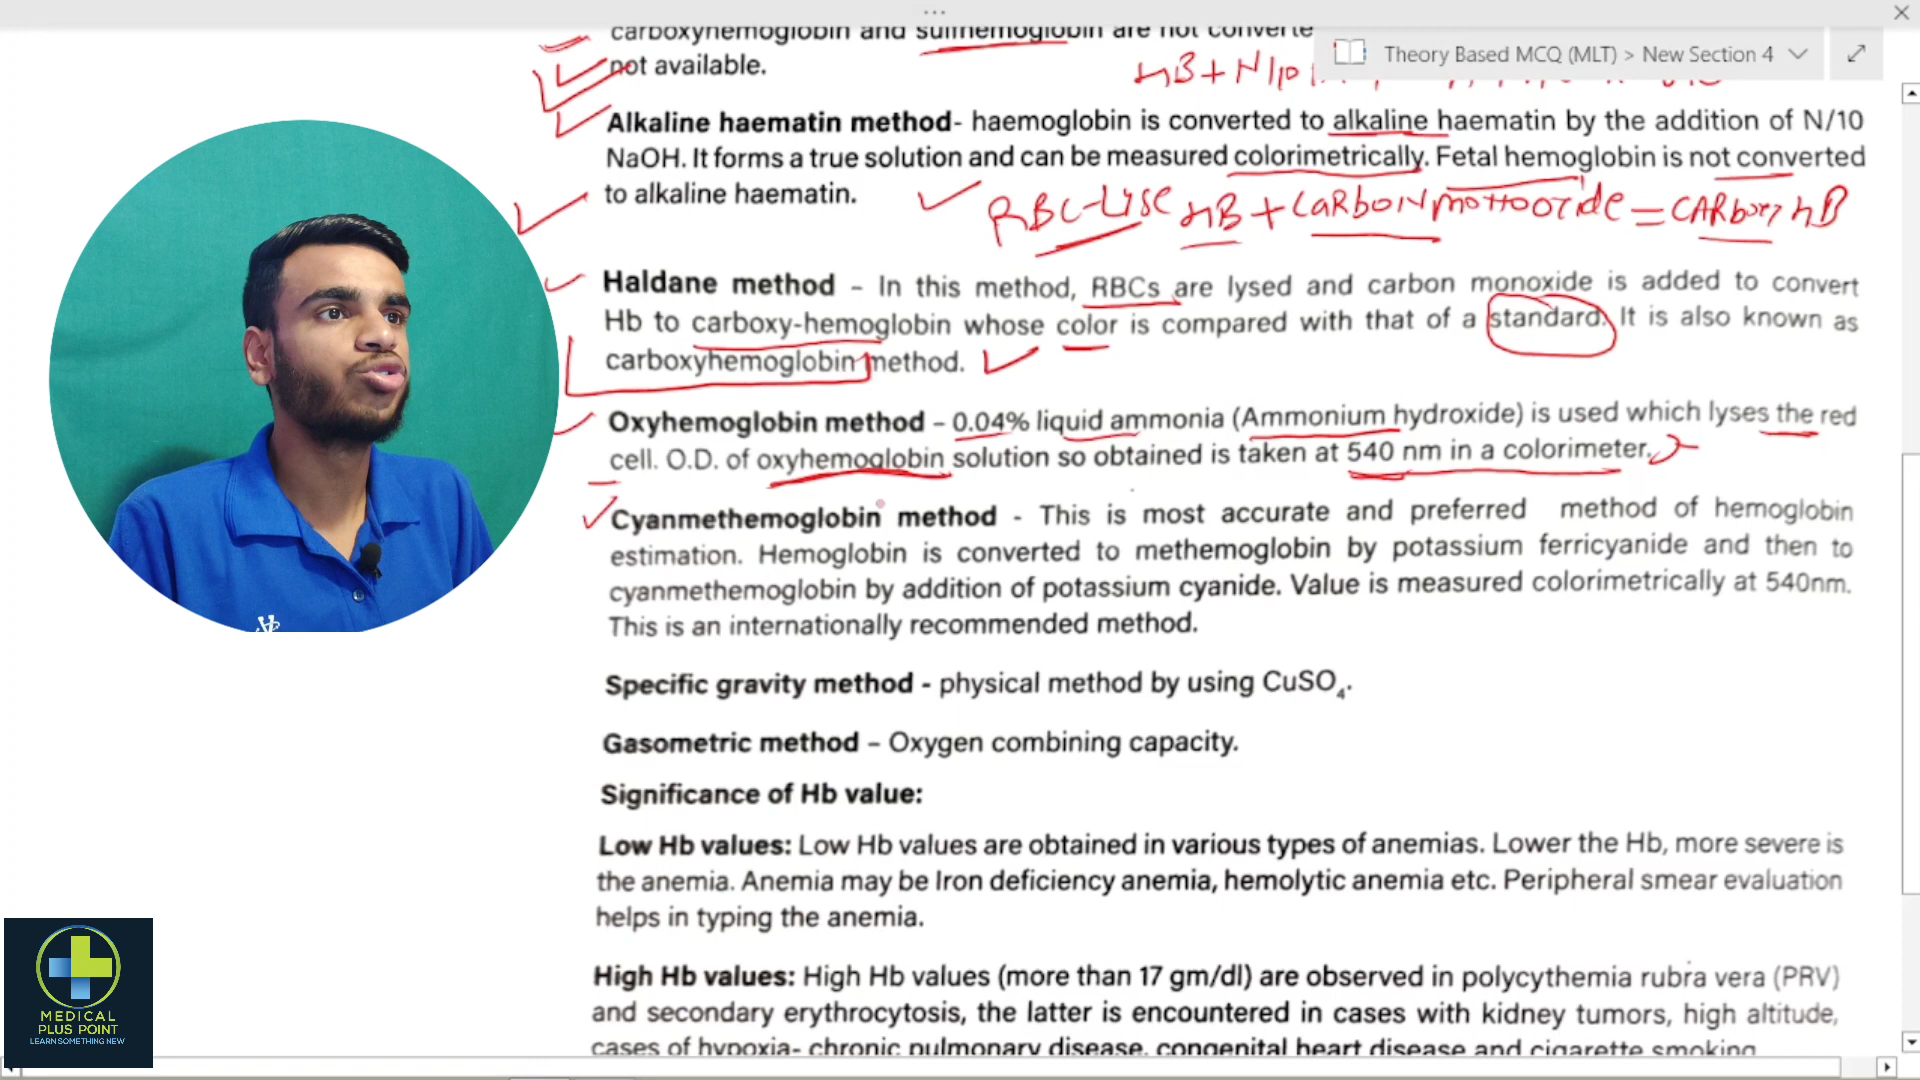 ...
carboxyhemoglobin and sulfhemoglobin are not converte
Theory Based MCQ (MLT) > New Section 4
not available.
HB + N/10
Alkaline haematin method- haemoglobin is converted to alkaline haematin by the addition of N/10
NaOH. It forms a true solution and can be measured colorimetrically. Fetal hemoglobin is not converted
to alkaline haematin.
RBC-Lyse HB + CARBON monooxide = CARboxy HB
Haldane method – In this method, RBCs are lysed and carbon monoxide is added to convert
Hb to carboxy-hemoglobin whose color is compared with that of a standard. It is also known as
carboxyhemoglobin method.
Oxyhemoglobin method – 0.04% liquid ammonia (Ammonium hydroxide) is used which lyses the red
cell. O.D. of oxyhemoglobin solution so obtained is taken at 540 nm in a colorimeter.
Cyanmethemoglobin method - This is most accurate and preferred method of hemoglobin
estimation. Hemoglobin is converted to methemoglobin by potassium ferricyanide and then to
cyanmethemoglobin by addition of potassium cyanide. Value is measured colorimetrically at 540nm.
This is an internationally recommended method.
Specific gravity method - physical method by using CuSO4.
Gasometric method – Oxygen combining capacity.
Significance of Hb value:
Low Hb values: Low Hb values are obtained in various types of anemias. Lower the Hb, more severe is
the anemia. Anemia may be Iron deficiency anemia, hemolytic anemia etc. Peripheral smear evaluation
helps in typing the anemia.
High Hb values: High Hb values (more than 17 gm/dl) are observed in polycythemia rubra vera (PRV)
and secondary erythrocytosis, the latter is encountered in cases with kidney tumors, high altitude,
cases of hypoxia- chronic pulmonary disease, congenital heart disease and cigarette smoking
MEDICAL
PLUS POINT
LEARN SOMETHING NEW